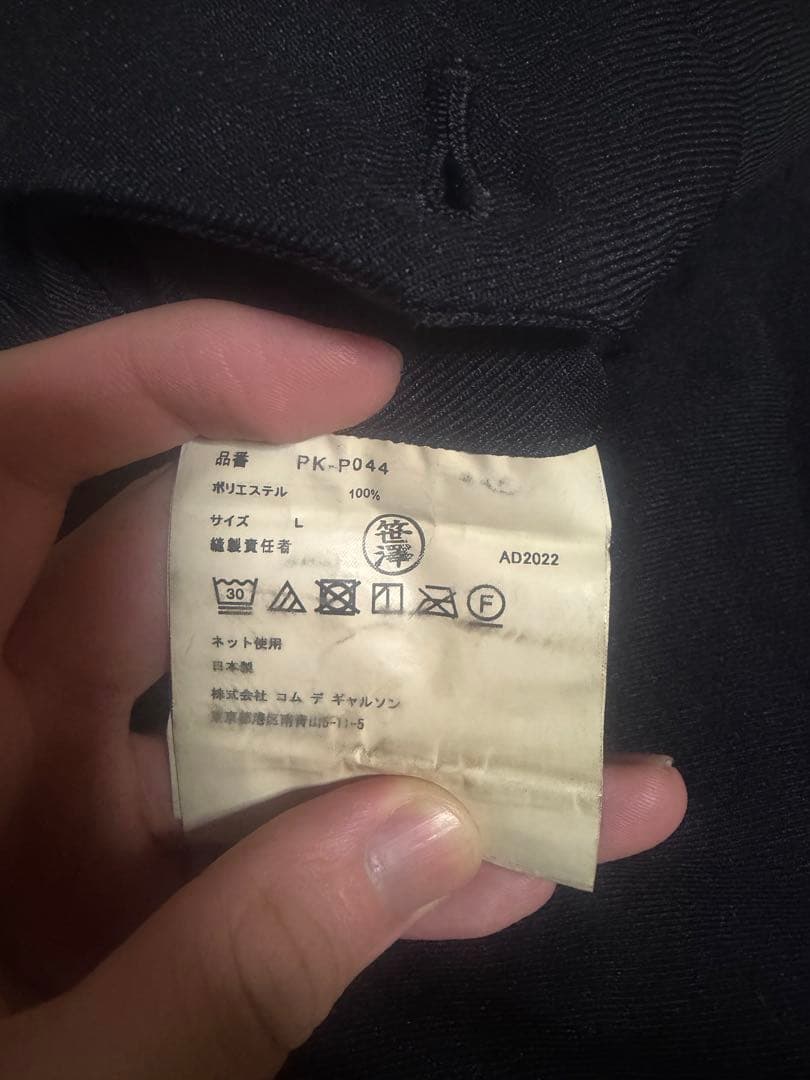 品番 PK-P044
ポリエステル 100%
サイズ L
縫製責任者 笹澤
AD2022
30 F
ネット使用
日本製
株式会社 コム デ ギャルソン
東京都港区南青山5-11-5